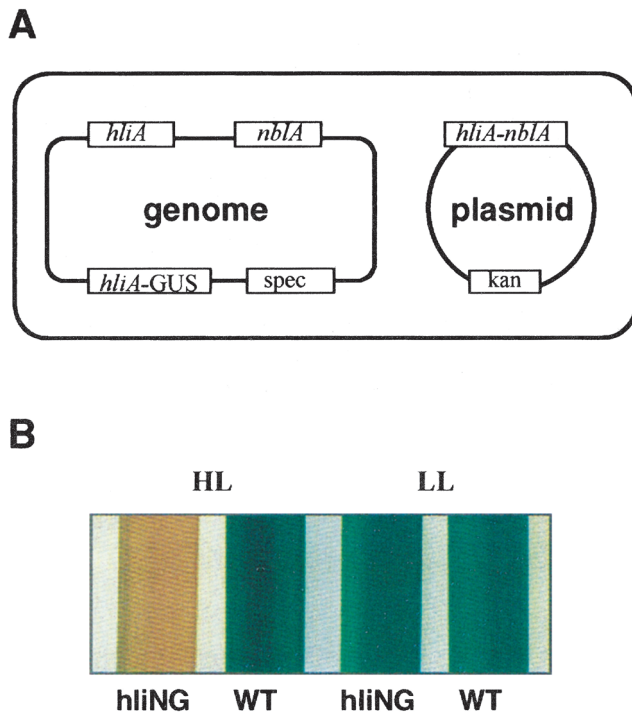 A
hliA nblA hliA-nblA
genome plasmid
hliA-GUS spec kan
B
HL LL
hliNG WT hliNG WT